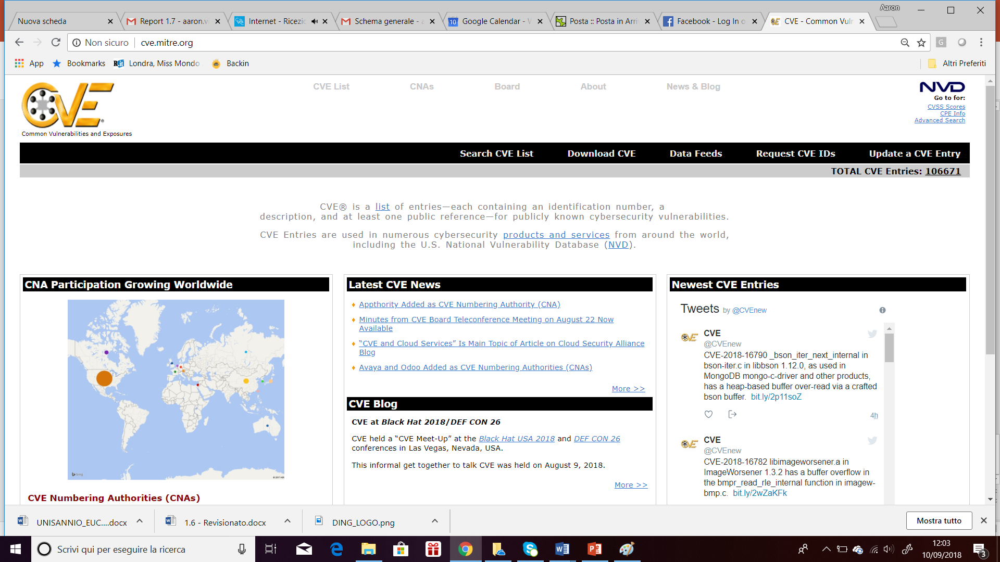 Aaron
Nuova scheda
Report 1.7 - aaron.vi
Internet - Ricezio
Schema generale - a
Google Calendar - W
Posta :: Posta in Arri
Facebook - Log In o
CVE - Common Vuln
Non sicuro
cve.mitre.org
G
App
Bookmarks
Londra, Miss Mondo
Backin
Altri Preferiti
CVE
Common Vulnerabilities and Exposures
CVE List
CNAs
Board
About
News & Blog
NVD
Go to for:
CVSS Scores
CPE Info
Advanced Search
Search CVE List
Download CVE
Data Feeds
Request CVE IDs
Update a CVE Entry
TOTAL CVE Entries: 106671
CVE® is a list of entries—each containing an identification number, a
description, and at least one public reference—for publicly known cybersecurity vulnerabilities.
CVE Entries are used in numerous cybersecurity products and services from around the world,
including the U.S. National Vulnerability Database (NVD).
CNA Participation Growing Worldwide
bing
CVE Numbering Authorities (CNAs)
Latest CVE News
Appthority Added as CVE Numbering Authority (CNA)
Minutes from CVE Board Teleconference Meeting on August 22 Now
Available
“CVE and Cloud Services” Is Main Topic of Article on Cloud Security Alliance
Blog
Avaya and Odoo Added as CVE Numbering Authorities (CNAs)
More >>
CVE Blog
CVE at Black Hat 2018/DEF CON 26
CVE held a “CVE Meet-Up” at the Black Hat USA 2018 and DEF CON 26
conferences in Las Vegas, Nevada, USA.
This informal get together to talk CVE was held on August 9, 2018.
More >>
Newest CVE Entries
Tweets by @CVEnew
CVE
@CVEnew
CVE-2018-16790 _bson_iter_next_internal in
bson-iter.c in libbson 1.12.0, as used in
MongoDB mongo-c-driver and other products,
has a heap-based buffer over-read via a crafted
bson buffer. bit.ly/2p11soZ
4h
CVE
@CVEnew
CVE-2018-16782 libimageworsener.a in
ImageWorsener 1.3.2 has a buffer overflow in
the bmpr_read_rle_internal function in imagew-
bmp.c. bit.ly/2wZaKFk
UNISANNIO_EUC....docx
1.6 - Revisionato.docx
DING_LOGO.png
Mostra tutto
Scrivi qui per eseguire la ricerca
12:03
10/09/2018
3